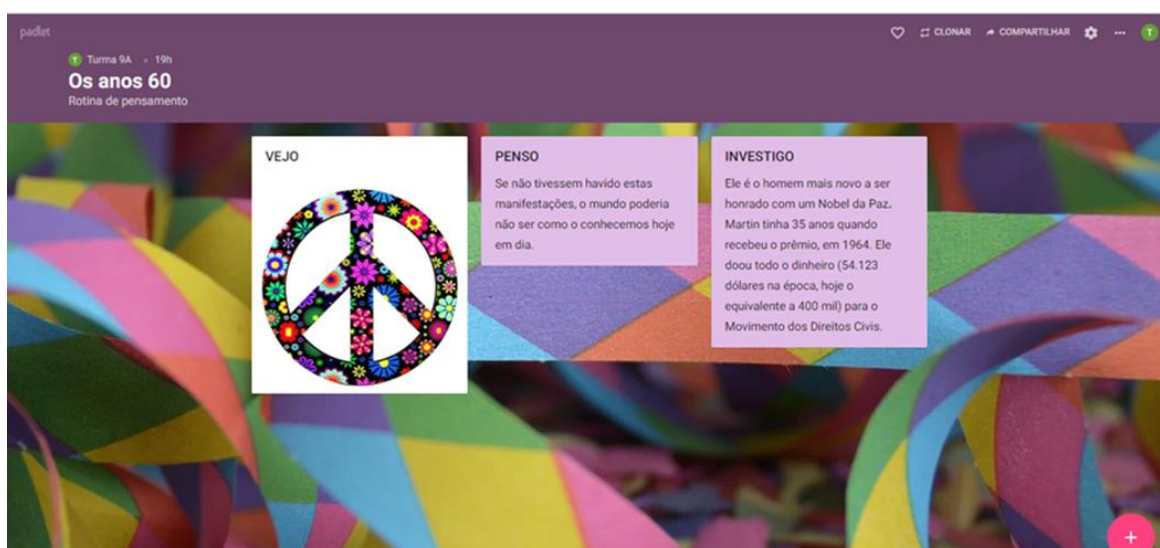 padlet
CLONAR
COMPARTILHAR
T
T Turma 9A • 19h
Os anos 60
Rotina de pensamento
VEJO
PENSO
Se não tivessem havido estas
manifestações, o mundo poderia
não ser como o conhecemos hoje
em dia.
INVESTIGO
Ele é o homem mais novo a ser
honrado com um Nobel da Paz.
Martin tinha 35 anos quando
recebeu o prêmio, em 1964. Ele
doou todo o dinheiro (54.123
dólares na época, hoje o
equivalente a 400 mil) para o
Movimento dos Direitos Civis.